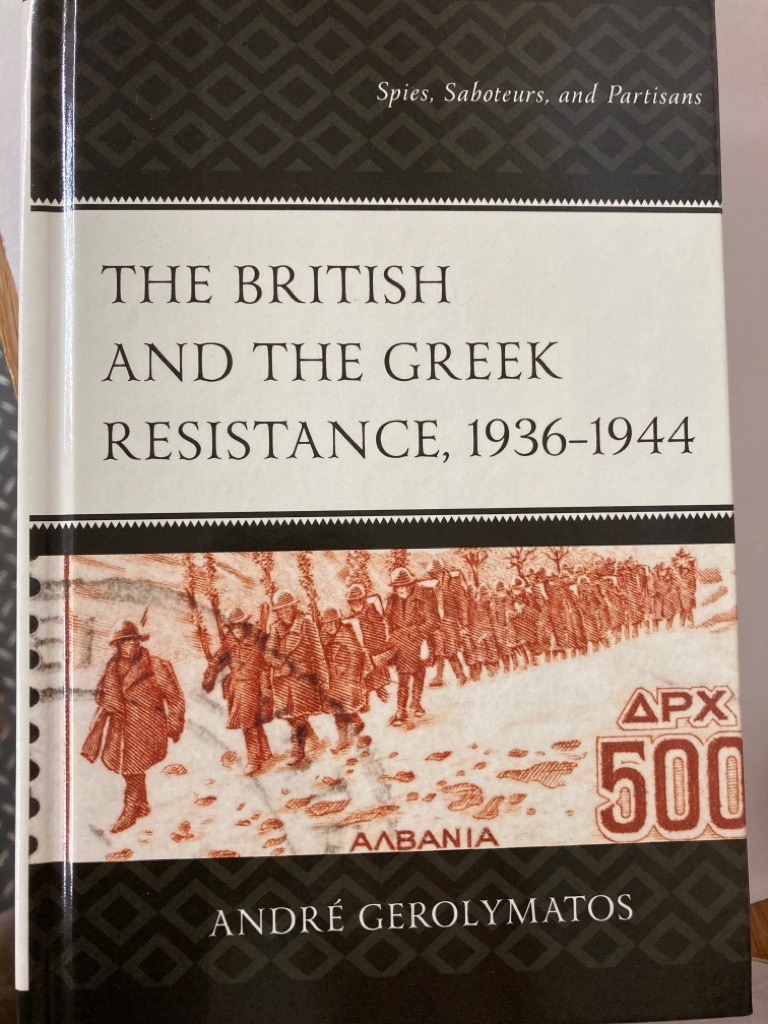 Spies, Saboteurs, and Partisans
THE BRITISH
AND THE GREEK
RESISTANCE, 1936–1944
ΔΡΧ
500
ΑΛΒΑΝΙΑ
ANDRÉ GEROLYMATOS